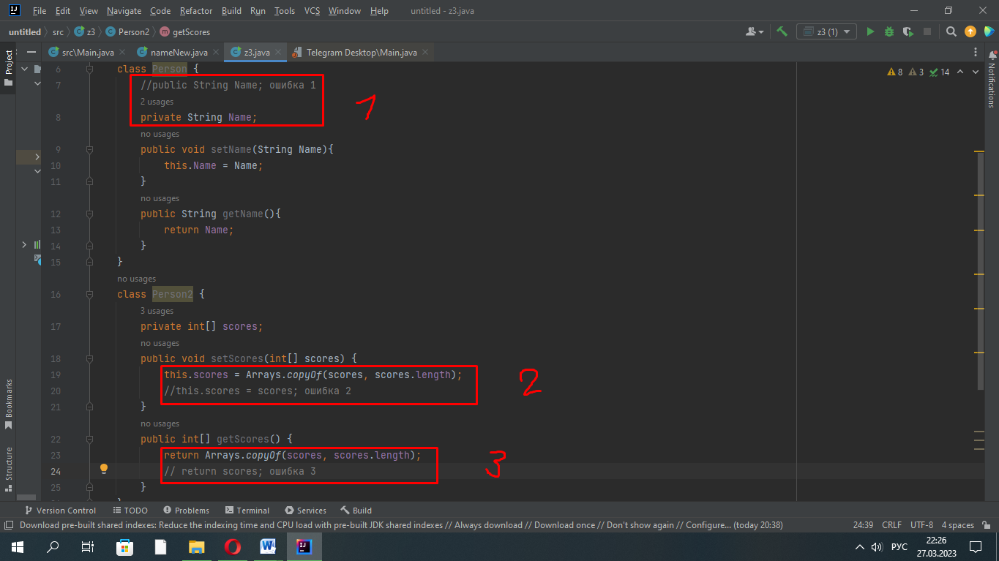 File Edit View Navigate Code Refactor Build Run Tools VCS Window Help untitled - z3.java
untitled src z3 Person2 getScores z3 (1)
Project src\Main.java nameNew.java z3.java Telegram Desktop\Main.java Notifications
6 class Person { 8 3 14
7 //public String Name; ошибка 1
2 usages
1
8 private String Name;
no usages
9 public void setName(String Name){
10 this.Name = Name;
11 }
no usages
12 public String getName(){
13 return Name;
14 }
15 }
no usages
16 class Person2 {
3 usages
17 private int[] scores;
no usages
18 public void setScores(int[] scores) {
19 this.scores = Arrays.copyOf(scores, scores.length);
2
20 //this.scores = scores; ошибка 2
21 }
no usages
22 public int[] getScores() {
23 return Arrays.copyOf(scores, scores.length);
3
24 // return scores; ошибка 3
25 }
Bookmarks
Structure
Version Control TODO Problems Terminal Services Build
Download pre-built shared indexes: Reduce the indexing time and CPU load with pre-built JDK shared indexes // Always download // Download once // Don't show again // Configure... (today 20:38) 24:39 CRLF UTF-8 4 spaces
РУС 22:26
27.03.2023